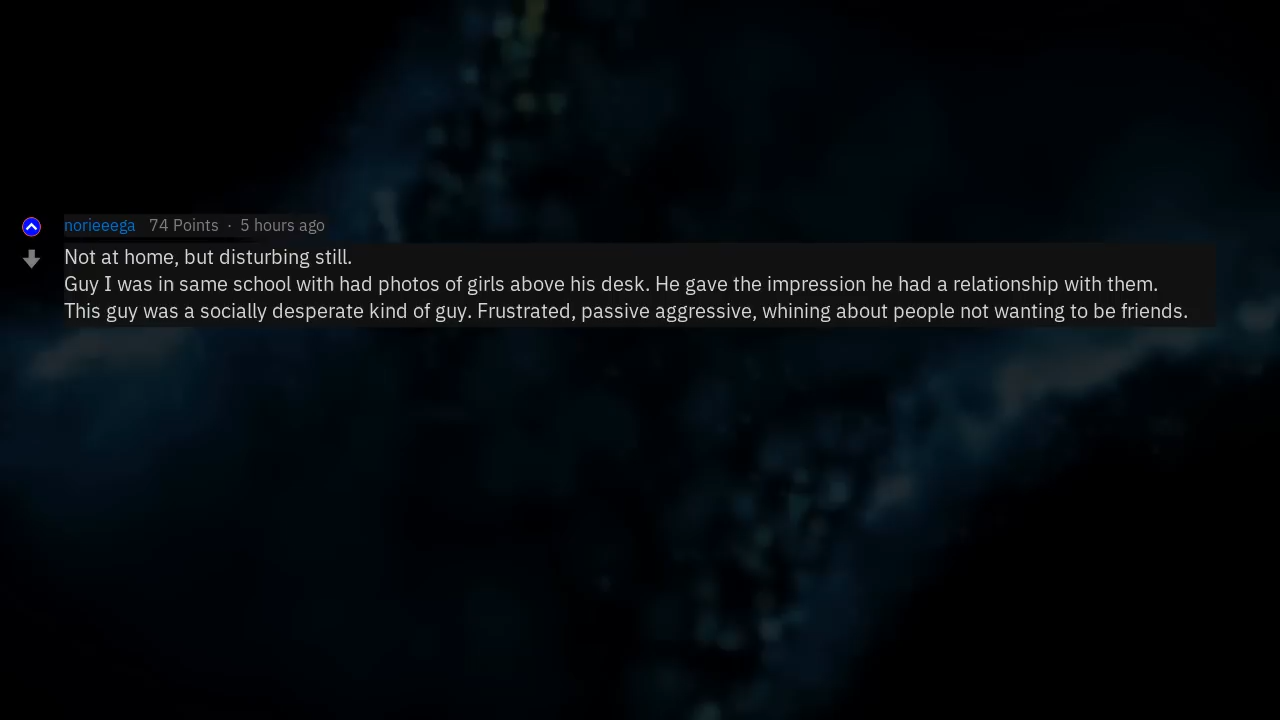 norieeega 74 Points · 5 hours ago
Not at home, but disturbing still.
Guy I was in same school with had photos of girls above his desk. He gave the impression he had a relationship with them.
This guy was a socially desperate kind of guy. Frustrated, passive aggressive, whining about people not wanting to be friends.